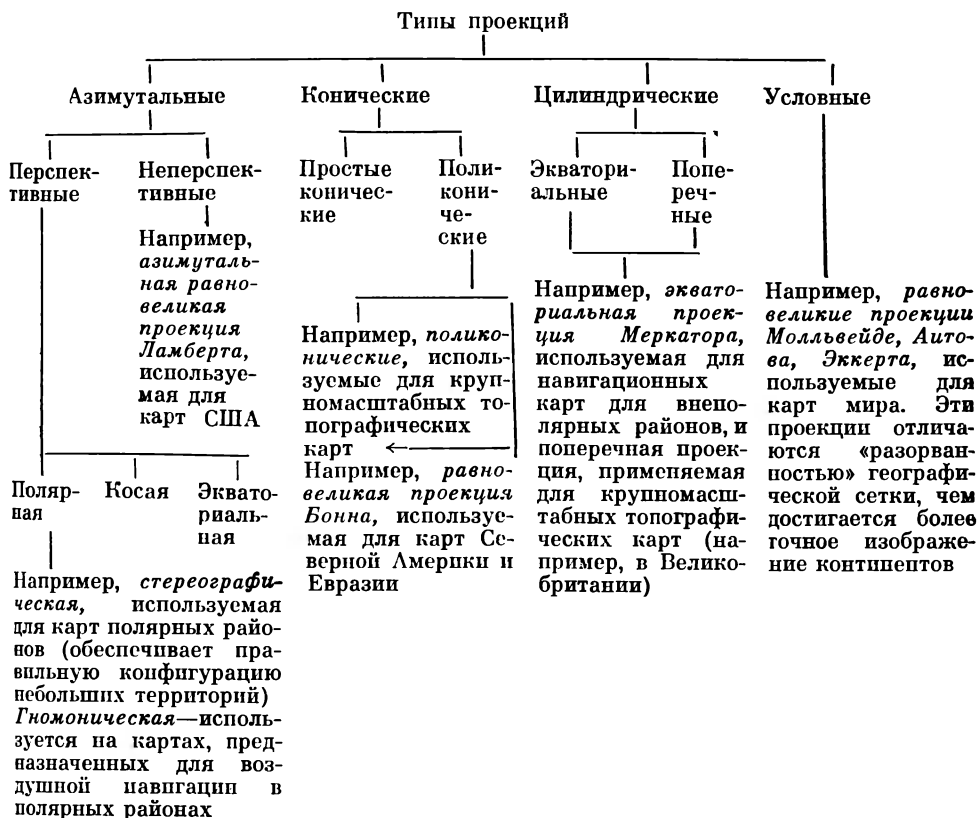 Типы проекций
Азимутальные
Конические
Цилиндрические
Условные
Перспек-
тивные
Неперспек-
тивные
Например,
азимуталь-
ная равно-
великая
проекция
Ламберта,
используе-
мая для
карт США
Поляр-
ная
Косая
Эквато-
риаль-
ная
Например, стереографи-
ческая, используемая
для карт полярных райо-
нов (обеспечивает пра-
вильную конфигурацию
небольших территорий)
Гномоническая—исполь-
зуется на картах, пред-
назначенных для воз-
душной навигации в
полярных районах
Простые
коничес-
кие
Поли-
кони-
че-
ские
Например, полико-
нические, использ-
уемые для круп-
номасштабных то-
пографических
карт ←
Например, равно-
великая проекция
Бонна, используе-
мая для карт Се-
верной Америки и
Евразии
Экватори-
альные
Попе-
реч-
ные
Например, эквато-
риальная проек-
ция Меркатора,
используемая для
навигационных
карт для внепо-
лярных районов, и
поперечная проек-
ция, применяемая
для крупномасш-
табных топографи-
ческих карт (на-
пример, в Велико-
британии)
Например, равно-
великие проекции
Молльвейде, Аито-
ва, Эккерта, ис-
пользуемые для
карт мира. Эти
проекции отлича-
ются «разорван-
ностью» географи-
ческой сетки, чем
достигается более
точное изображе-
ние континентов